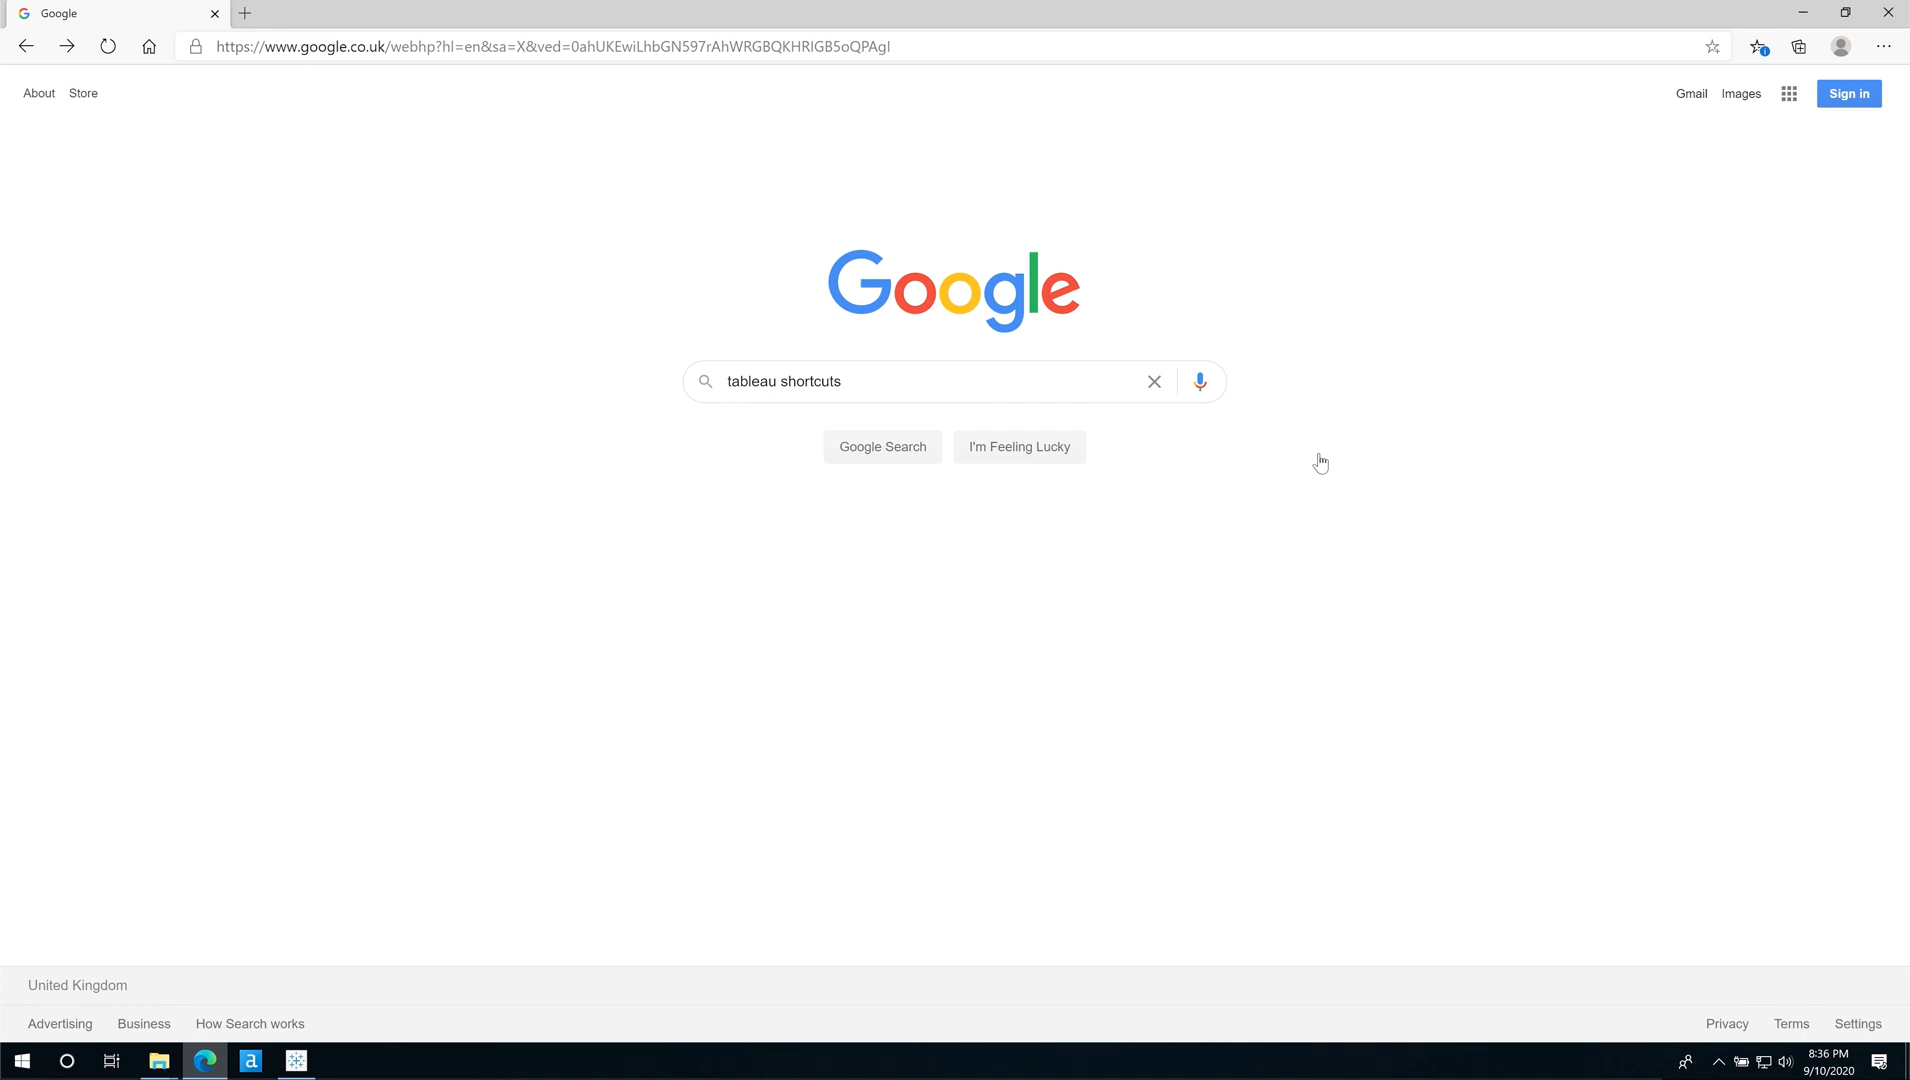 Google
https://www.google.co.uk/webhp?hl=en&sa=X&ved=0ahUKEwiLhbGN597rAhWRGBQKHRIGB5oQPAgI
About Store
Gmail Images Sign in
Google
tableau shortcuts
Google Search I'm Feeling Lucky
United Kingdom
Advertising Business How Search works
Privacy Terms Settings
8:36 PM
9/10/2020